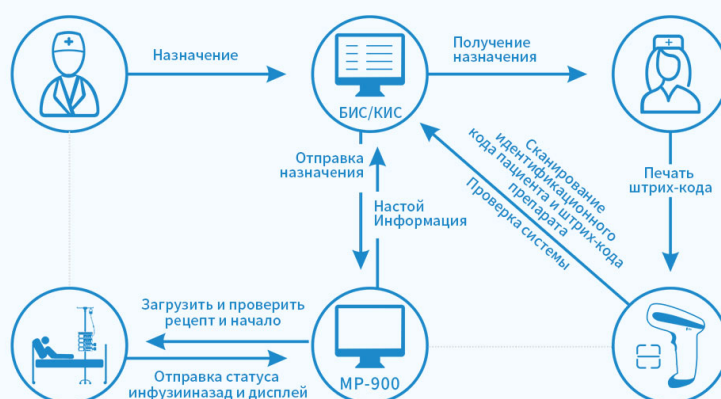 Назначение
Получение
назначения
БИС/КИС
Отправка
назначения
Настой
Информация
Сканирование
идентификационного
кода пациента и штрих-кода
препарата
Проверка системы
Печать
штрих-кода
Загрузить и проверить
рецепт и начало
Отправка статуса
инфузииназад и дисплей
МР-900